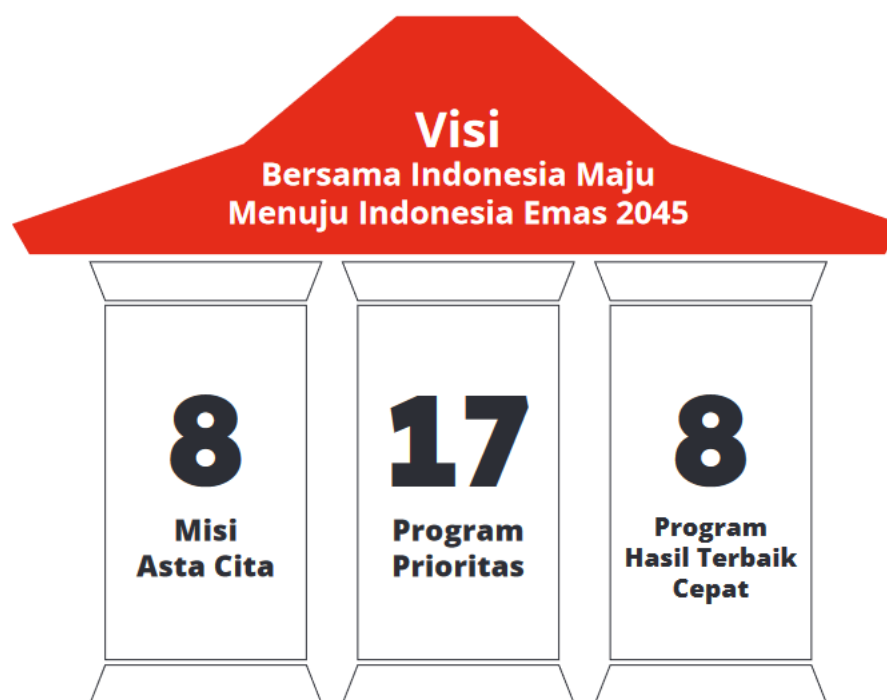 Visi
Bersama Indonesia Maju
Menuju Indonesia Emas 2045
8
Misi
Asta Cita
17
Program
Prioritas
8
Program
Hasil Terbaik
Cepat